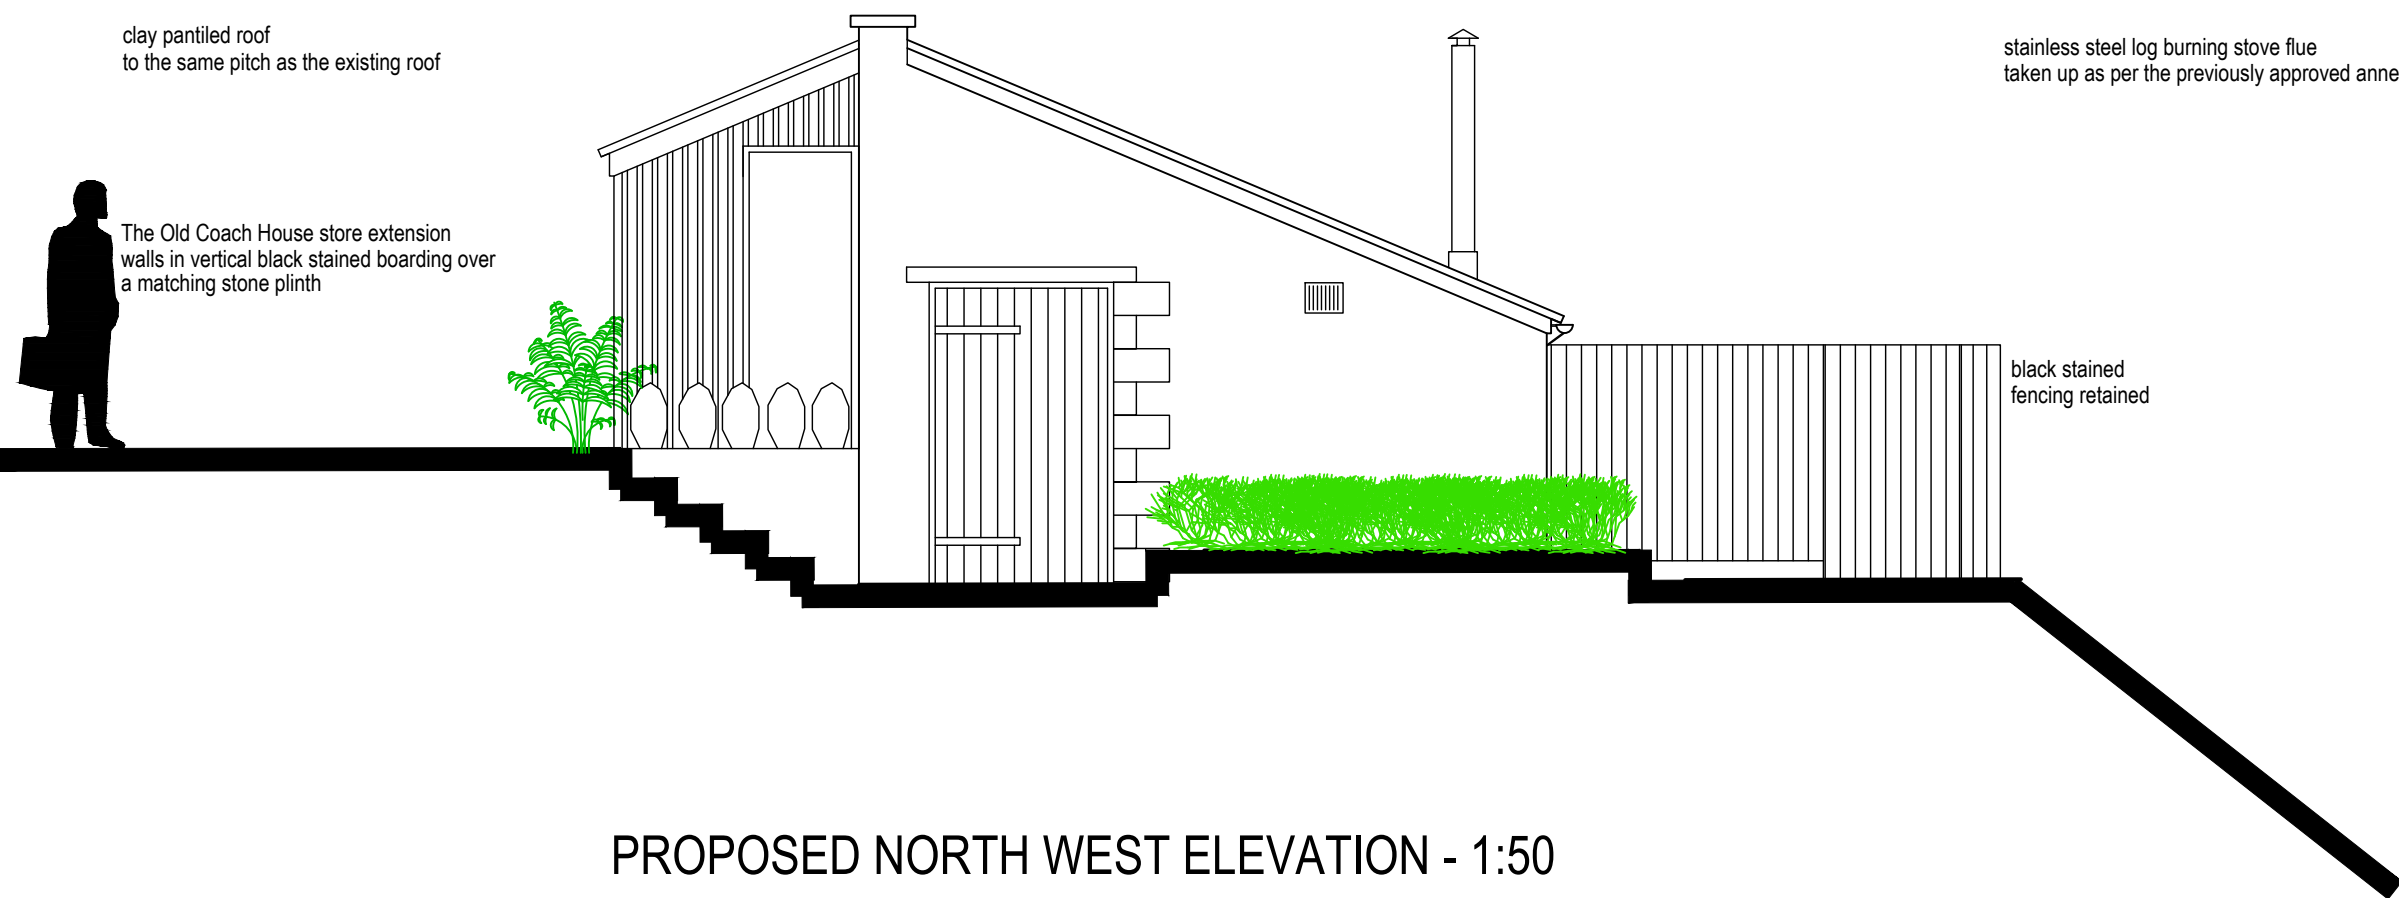 clay pantiled roof
to the same pitch as the existing roof
stainless steel log burning stove flue
taken up as per the previously approved anne
The Old Coach House store extension
walls in vertical black stained boarding over
a matching stone plinth
black stained
fencing retained
PROPOSED NORTH WEST ELEVATION - 1:50